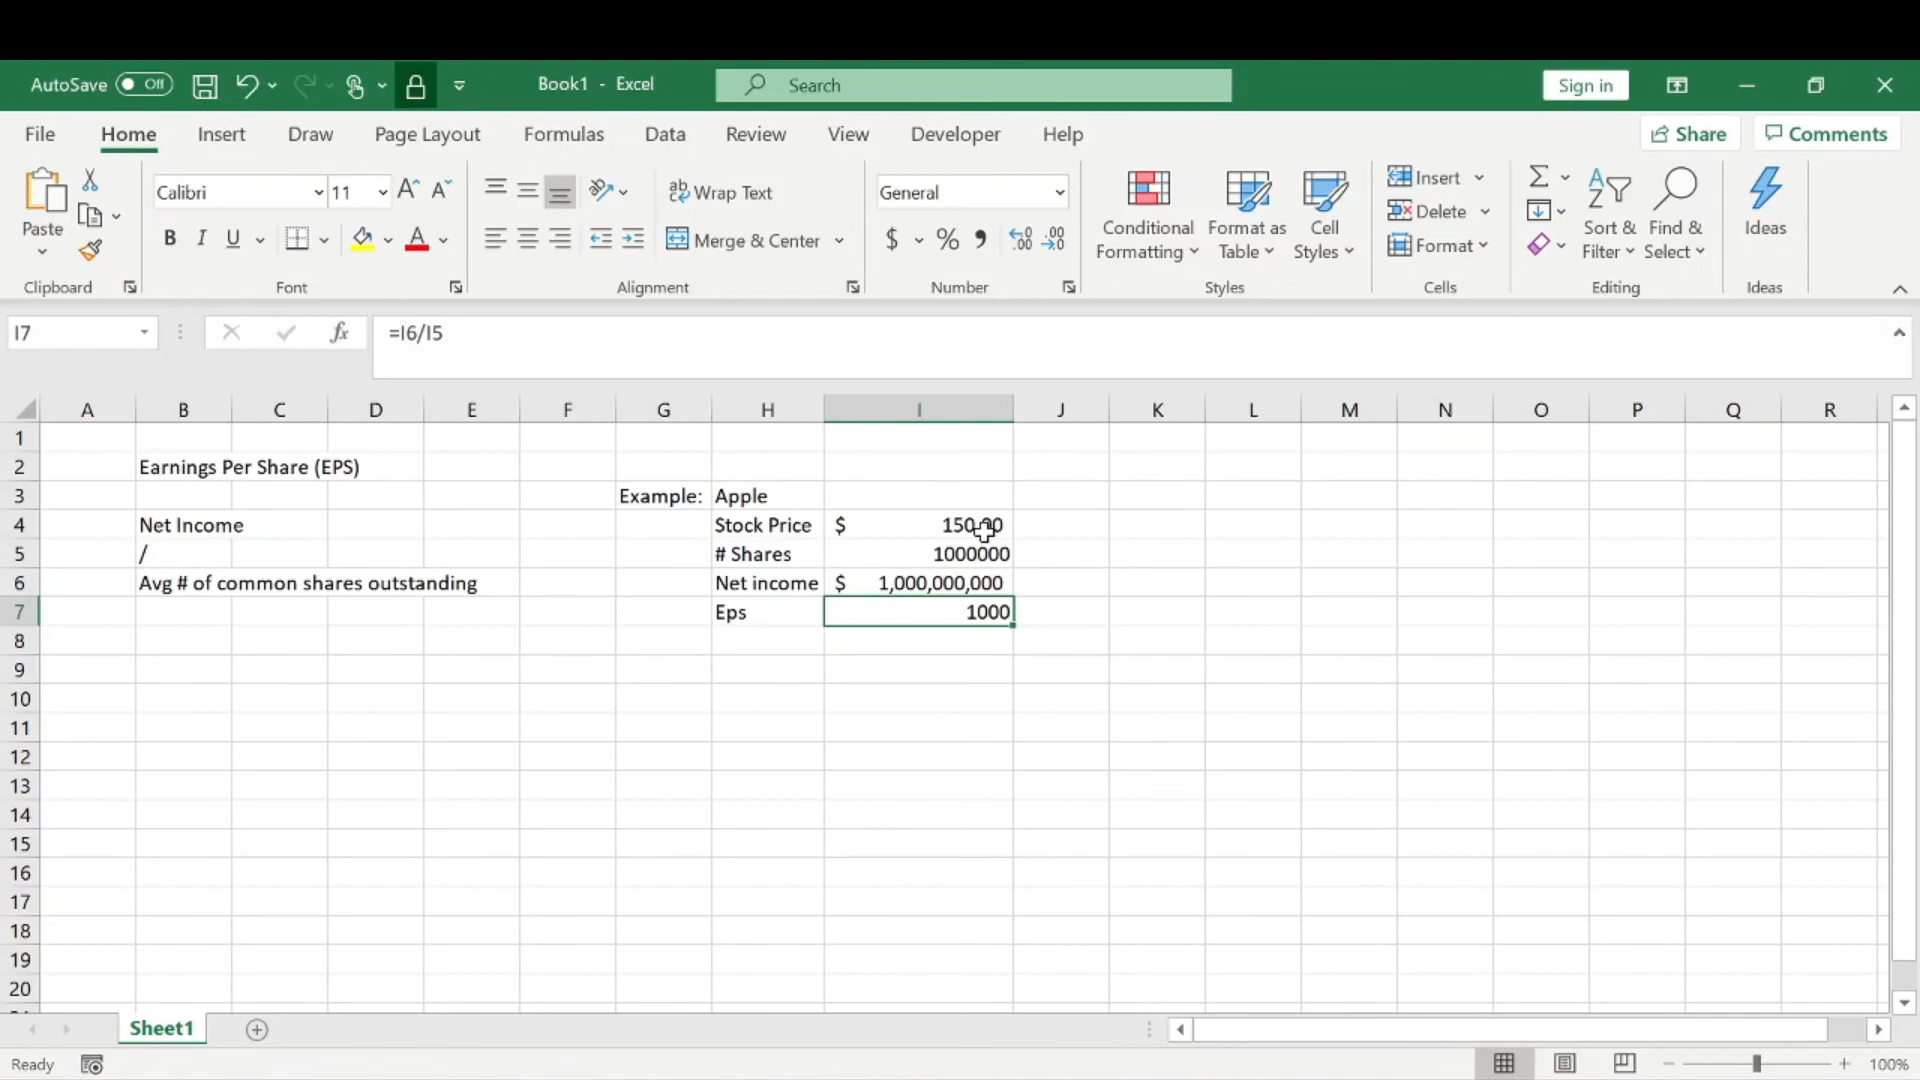 AutoSave Off Book1 - Excel Search Sign in
File Home Insert Draw Page Layout Formulas Data Review View Developer Help Share Comments
Calibri 11 A A ab Wrap Text General Insert Σ
Paste B I U A Merge & Center $ % , .00 .00 Conditional Formatting Format as Table Cell Styles Delete Format Sort & Filter Find & Select Ideas
Clipboard Font Alignment Number Styles Cells Editing Ideas
I7 fx =I6/I5
A B C D E F G H I J K L M N O P Q R
1
2 Earnings Per Share (EPS)
3 Example: Apple
4 Net Income Stock Price $ 150.00
5 / # Shares 1000000
6 Avg # of common shares outstanding Net income $ 1,000,000,000
7 Eps 1000
8
9
10
11
12
13
14
15
16
17
18
19
20
Sheet1
Ready 100%